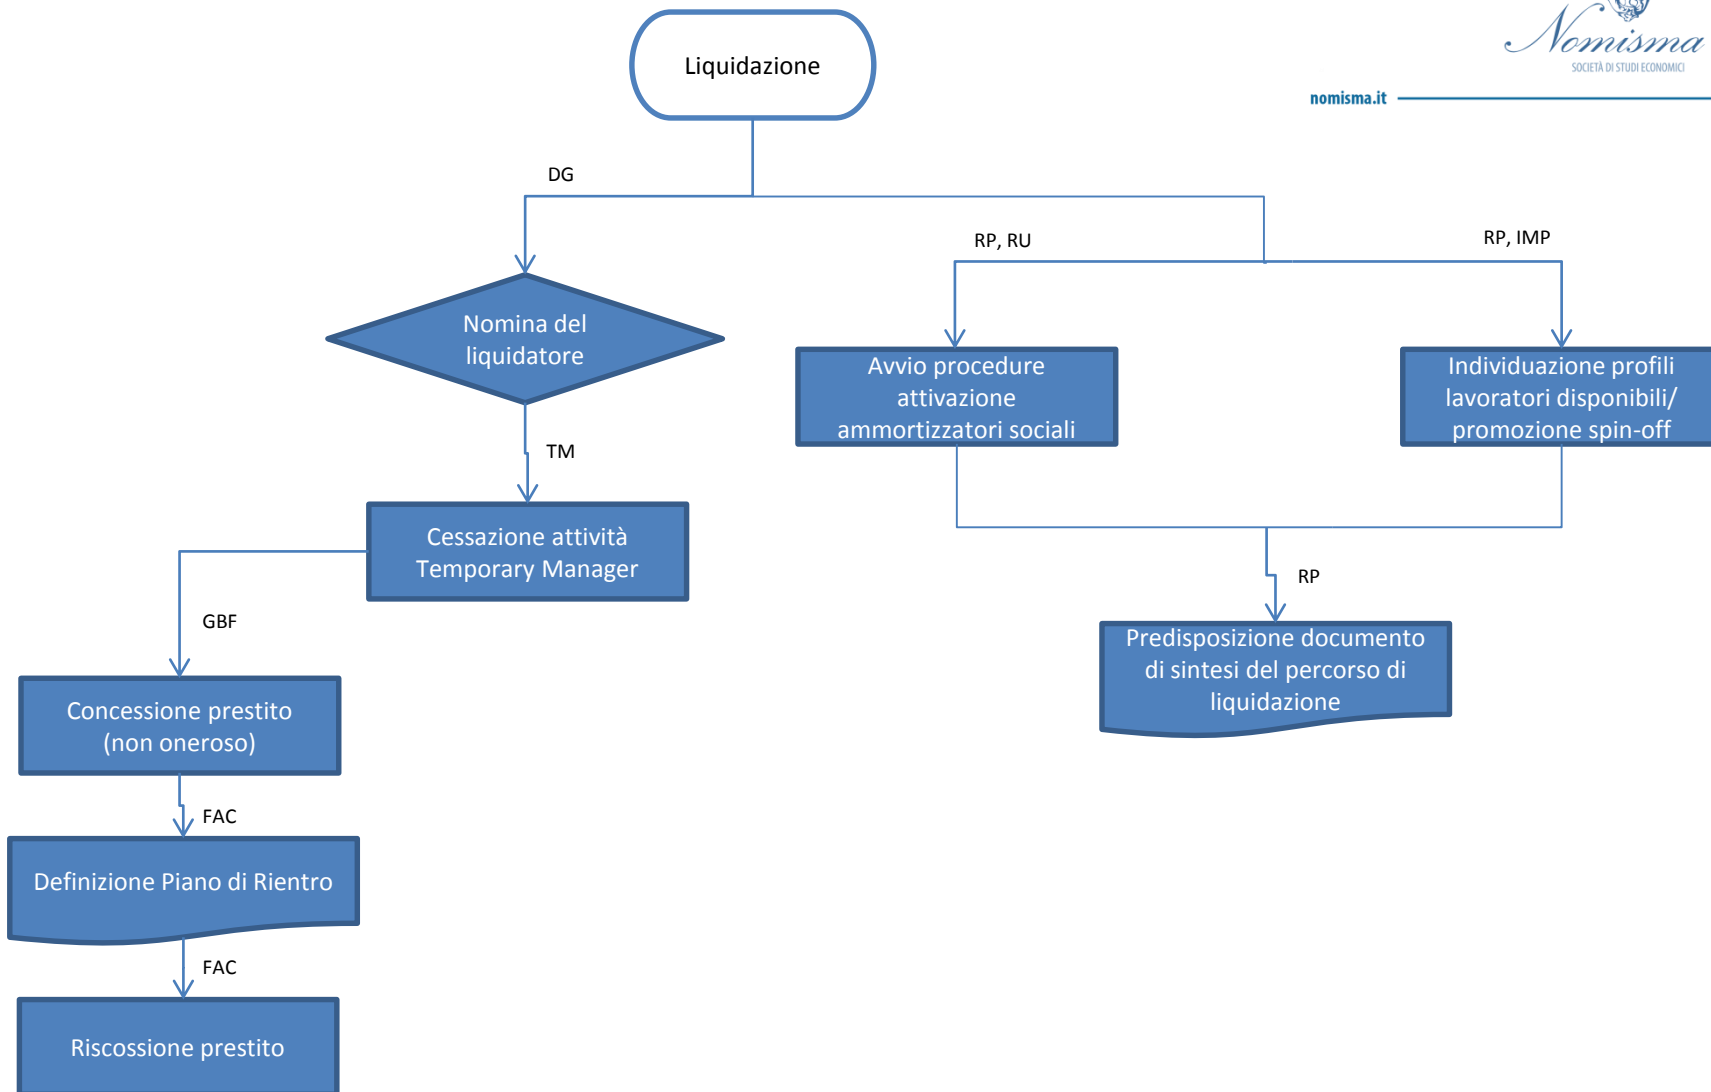 Nomisma
SOCIETÀ DI STUDI ECONOMICI
nomisma.it
Liquidazione
DG
RP, RU
RP, IMP
Nomina del
liquidatore
Avvio procedure
attivazione
ammortizzatori sociali
Individuazione profili
lavoratori disponibili/
promozione spin-off
TM
Cessazione attività
Temporary Manager
RP
GBF
Predisposizione documento
di sintesi del percorso di
liquidazione
Concessione prestito
(non oneroso)
FAC
Definizione Piano di Rientro
FAC
Riscossione prestito